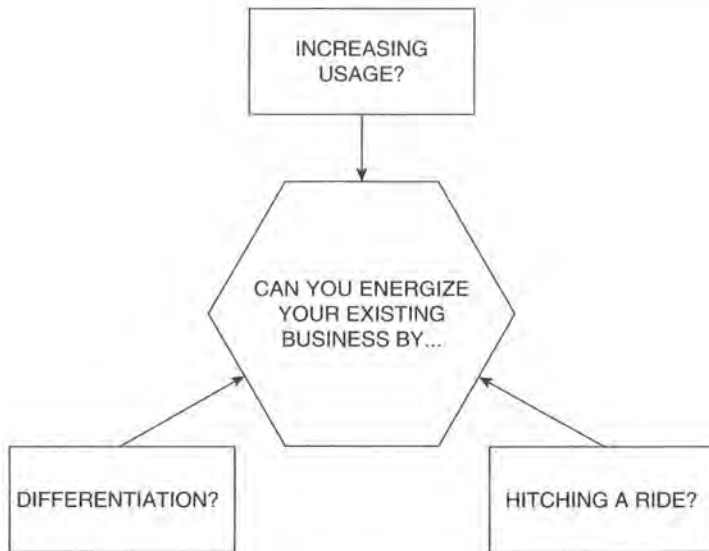 INCREASING
USAGE?
CAN YOU ENERGIZE
YOUR EXISTING
BUSINESS BY...
DIFFERENTIATION?
HITCHING A RIDE?